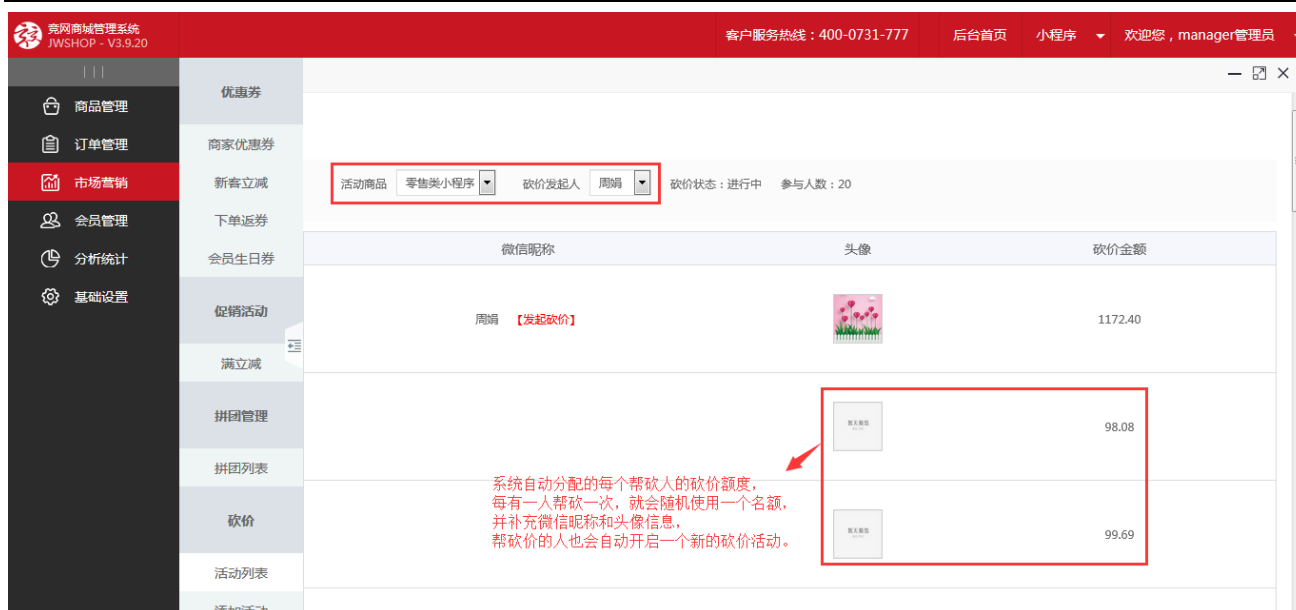 竞网商城管理系统
JWSHOP - V3.9.20
客户服务热线：400-0731-777
后台首页
小程序
欢迎您，manager管理员
商品管理
订单管理
市场营销
会员管理
分析统计
基础设置
优惠券
商家优惠券
新客立减
下单返券
会员生日券
促销活动
满立减
拼团管理
拼团列表
砍价
活动列表
添加活动
活动商品 零售类小程序 砍价发起人 周娟 砍价状态：进行中 参与人数：20
微信昵称 头像 砍价金额
周娟 【发起砍价】 1172.40
98.08
系统自动分配的每个帮砍人的砍价额度，
每有一人帮砍一次，就会随机使用一个名额，
并补充微信昵称和头像信息，
帮砍价的人也会自动开启一个新的砍价活动。
99.69